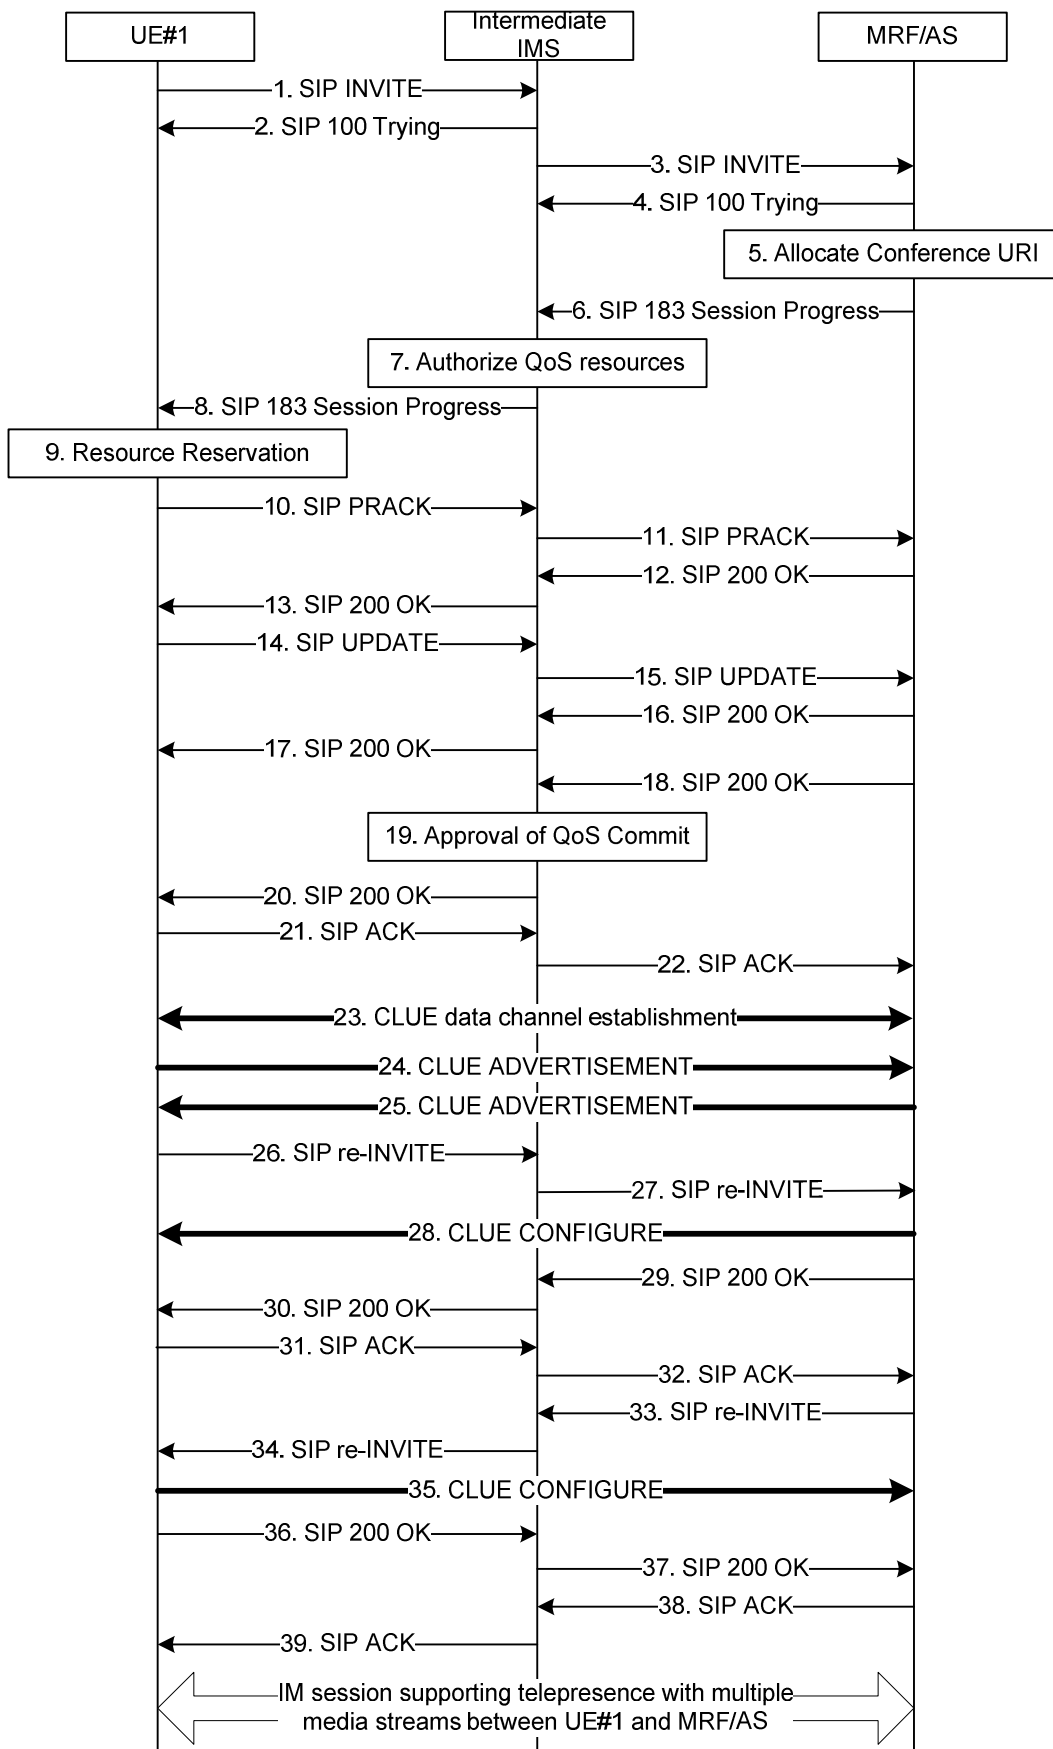 UE#1
Intermediate
IMS
MRF/AS
1. SIP INVITE
2. SIP 100 Trying
3. SIP INVITE
4. SIP 100 Trying
5. Allocate Conference URI
6. SIP 183 Session Progress
7. Authorize QoS resources
8. SIP 183 Session Progress
9. Resource Reservation
10. SIP PRACK
11. SIP PRACK
12. SIP 200 OK
13. SIP 200 OK
14. SIP UPDATE
15. SIP UPDATE
16. SIP 200 OK
17. SIP 200 OK
18. SIP 200 OK
19. Approval of QoS Commit
20. SIP 200 OK
21. SIP ACK
22. SIP ACK
23. CLUE data channel establishment
24. CLUE ADVERTISEMENT
25. CLUE ADVERTISEMENT
26. SIP re-INVITE
27. SIP re-INVITE
28. CLUE CONFIGURE
29. SIP 200 OK
30. SIP 200 OK
31. SIP ACK
32. SIP ACK
33. SIP re-INVITE
34. SIP re-INVITE
35. CLUE CONFIGURE
36. SIP 200 OK
37. SIP 200 OK
38. SIP ACK
39. SIP ACK
IM session supporting telepresence with multiple
media streams between UE#1 and MRF/AS